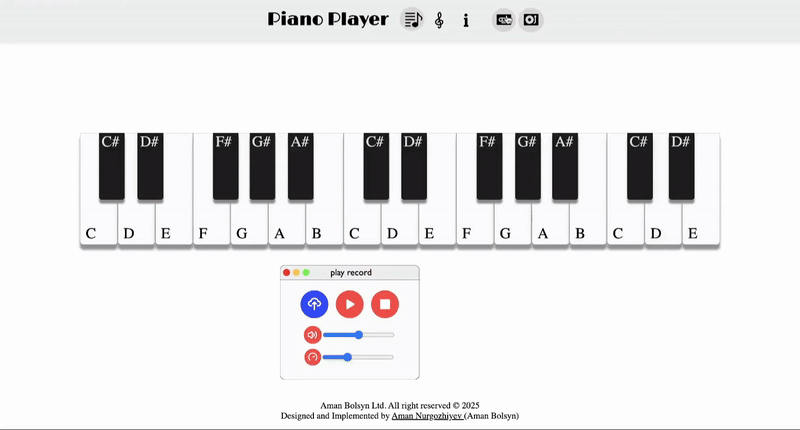 Piano Player
C# D# F# G# A# C# D# F# G# A# C# D#
C D E F G A B C D E F G A B C D E
play record
Aman Bolsyn Ltd. All right reserved © 2025
Designed and Implemented by Aman Nurgozhiyev (Aman Bolsyn)